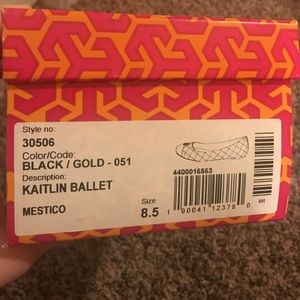 Style no:
30506
Color/Code:
BLACK / GOLD - 051
Description:
KAITLIN BALLET
MESTICO
4400016853
Size
8.5
1 90041 12378 0
BR